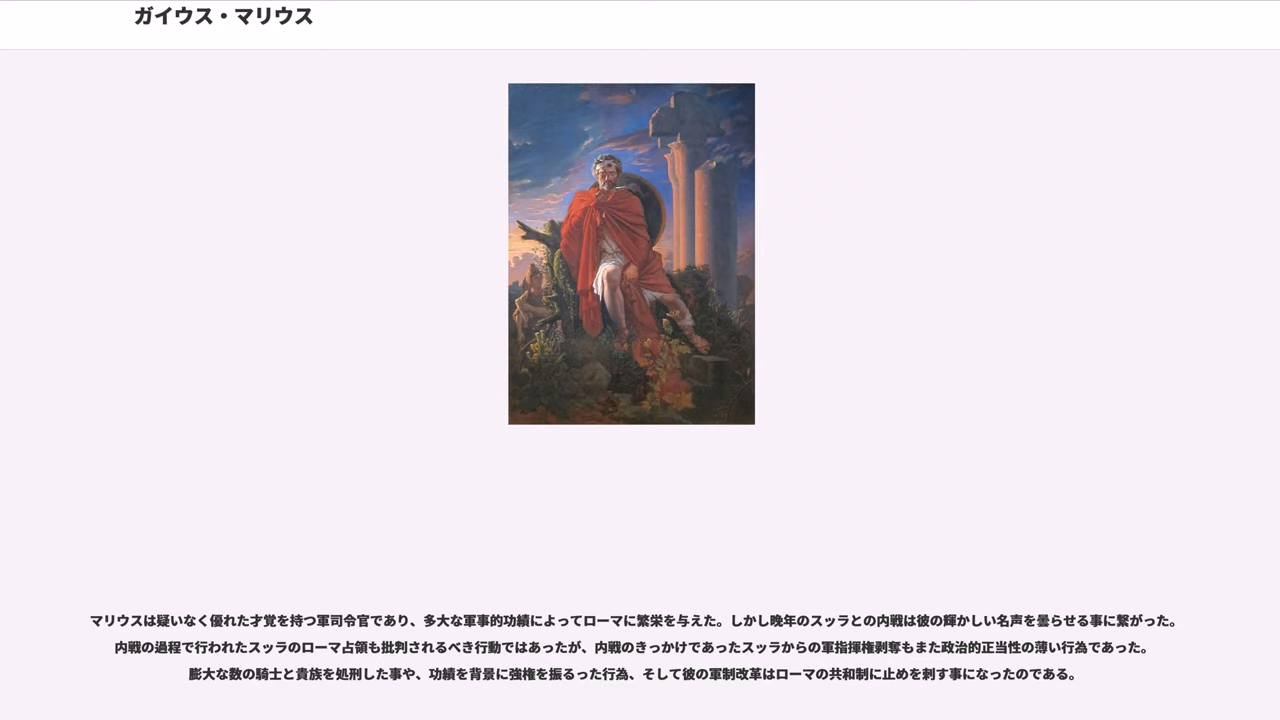 ガイウス・マリウス
マリウスは疑いなく優れた才覚を持つ軍司令官であり、多大な軍事的功績によってローマに繁栄を与えた。しかし晩年のスッラとの内戦は彼の輝かしい名声を曇らせる事に繋がった。
内戦の過程で行われたスッラのローマ占領も批判されるべき行動ではあったが、内戦のきっかけであったスッラからの軍指揮権剥奪もまた政治的正当性の薄い行為であった。
膨大な数の騎士と貴族を処刑した事や、功績を背景に強権を振るった行為、そして彼の軍制改革はローマの共和制に止めを刺す事になったのである。